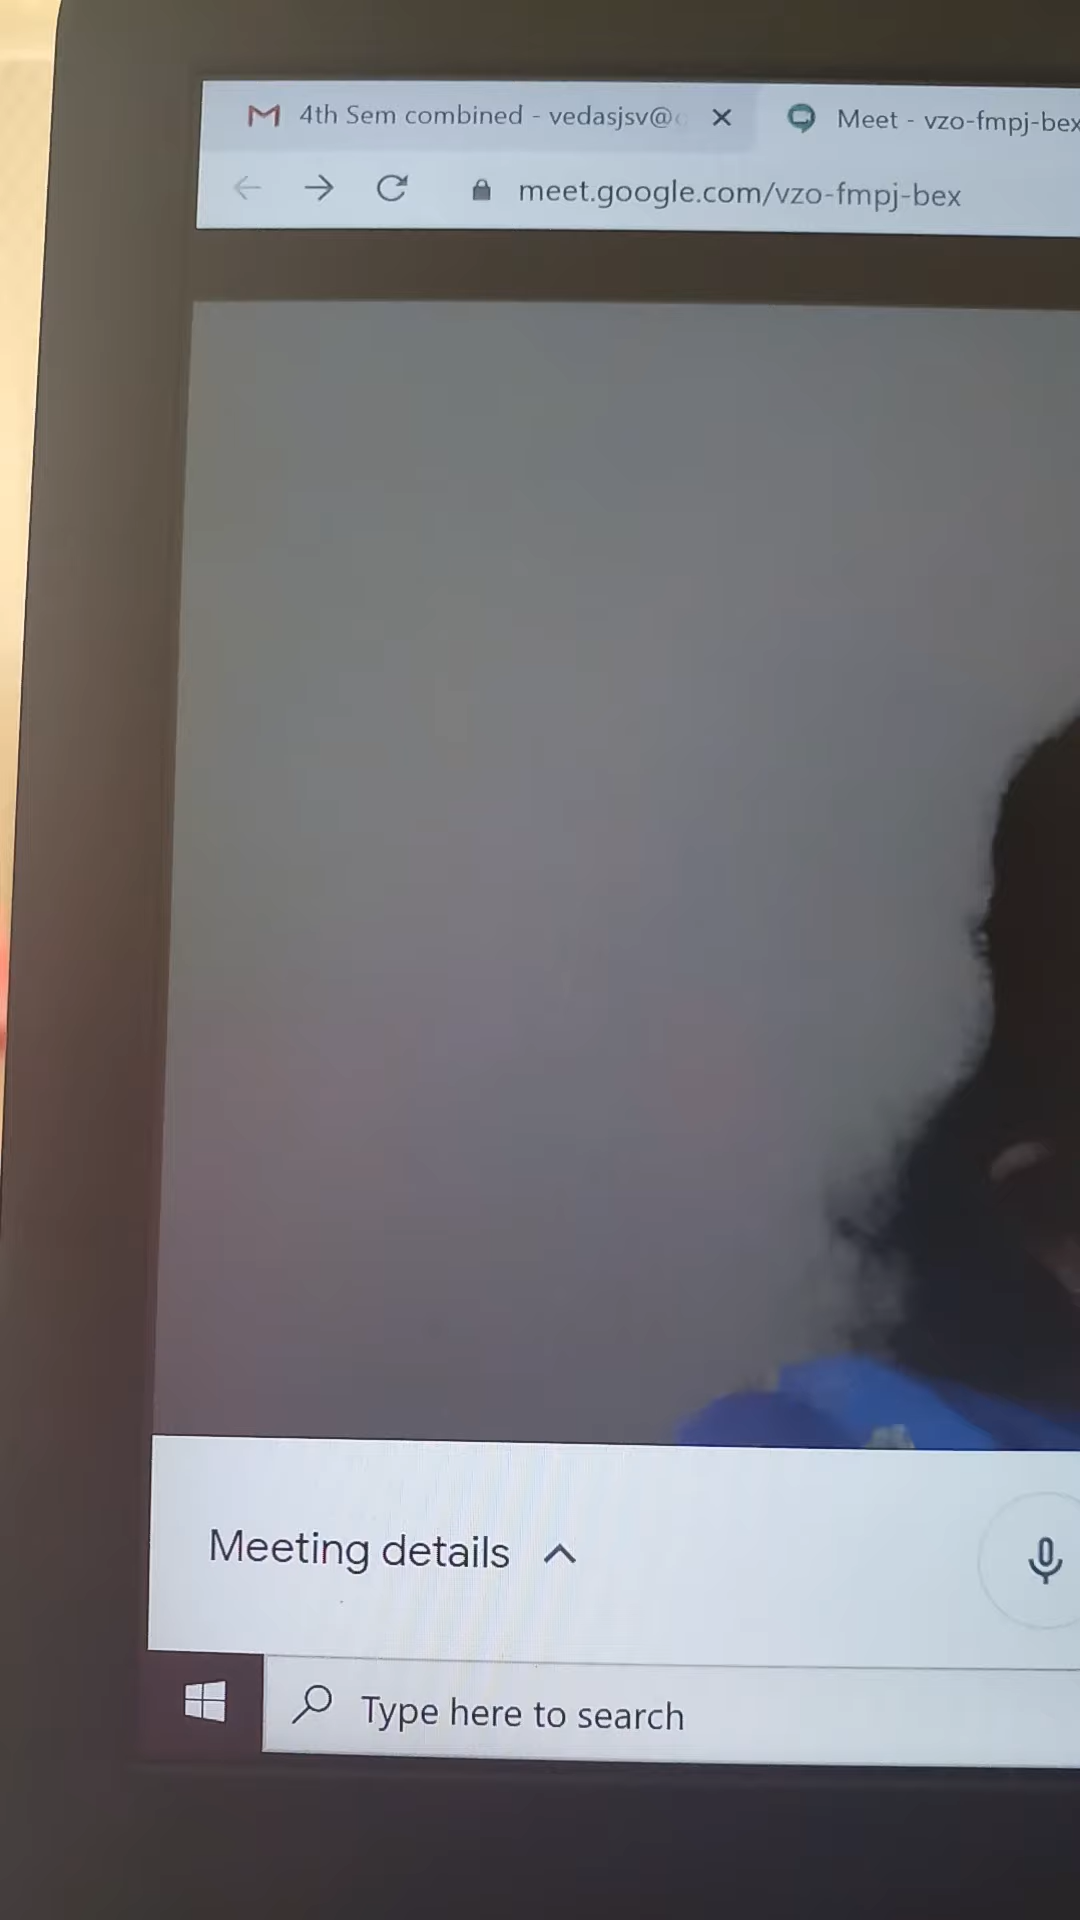 4th Sem combined - vedasjsv@
Meet - vzo-fmpj-bex
meet.google.com/vzo-fmpj-bex
Meeting details
Type here to search